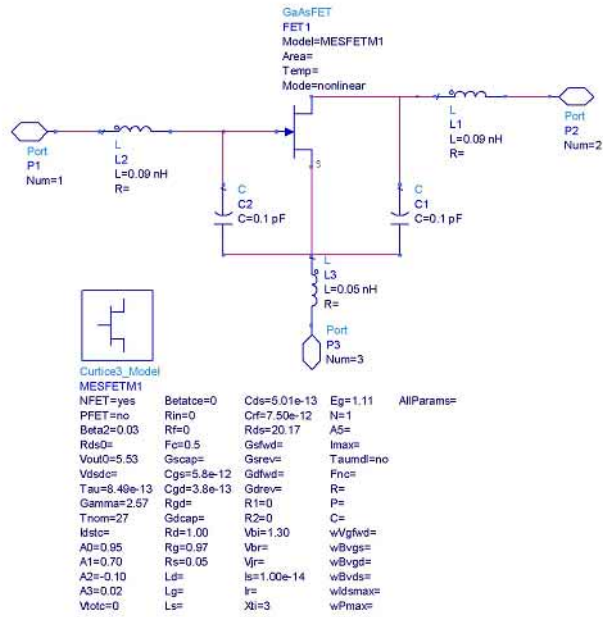 GaAsFET
FET1
Model=MESFETM1
Area=
Temp=
Mode=nonlinear
L
L1
L=0.09 nH
R=
Port
P2
Num=2
Port
P1
Num=1
L
L2
L=0.09 nH
R=
S
C
C2
C=0.1 pF
C
C1
C=0.1 pF
L
L3
L=0.05 nH
R=
Port
P3
Num=3
Curtice3_Model
MESFETM1
NFET=yes Betatce=0 Cds=5.01e-13 Eg=1.11 AllParams=
PFET=no Rin=0 Crf=7.50e-12 N=1
Beta2=0.03 Rf=0 Rds=20.17 A5=
Rds0= Fc=0.5 Gsfwd= Imax=
Vout0=5.53 Gscap= Gsrev= Taumdl=no
Vdsdc= Cgs=5.8e-12 Gdfwd= Fnc=
Tau=8.49e-13 Cgd=3.8e-13 Gdrev= R=
Gamma=2.57 Rgd= R1=0 P=
Tnom=27 Gdcap= R2=0 C=
Idstc= Rd=1.00 Vbi=1.30 wVgfwd=
A0=0.95 Rg=0.97 Vbr= wBvgs=
A1=0.70 Rs=0.05 Vjr= wBvgd=
A2=-0.10 Ld= Is=1.00e-14 wBvds=
A3=0.02 Lg= Ir= wIdsmax=
Vtotc=0 Ls= Xti=3 wPmax=